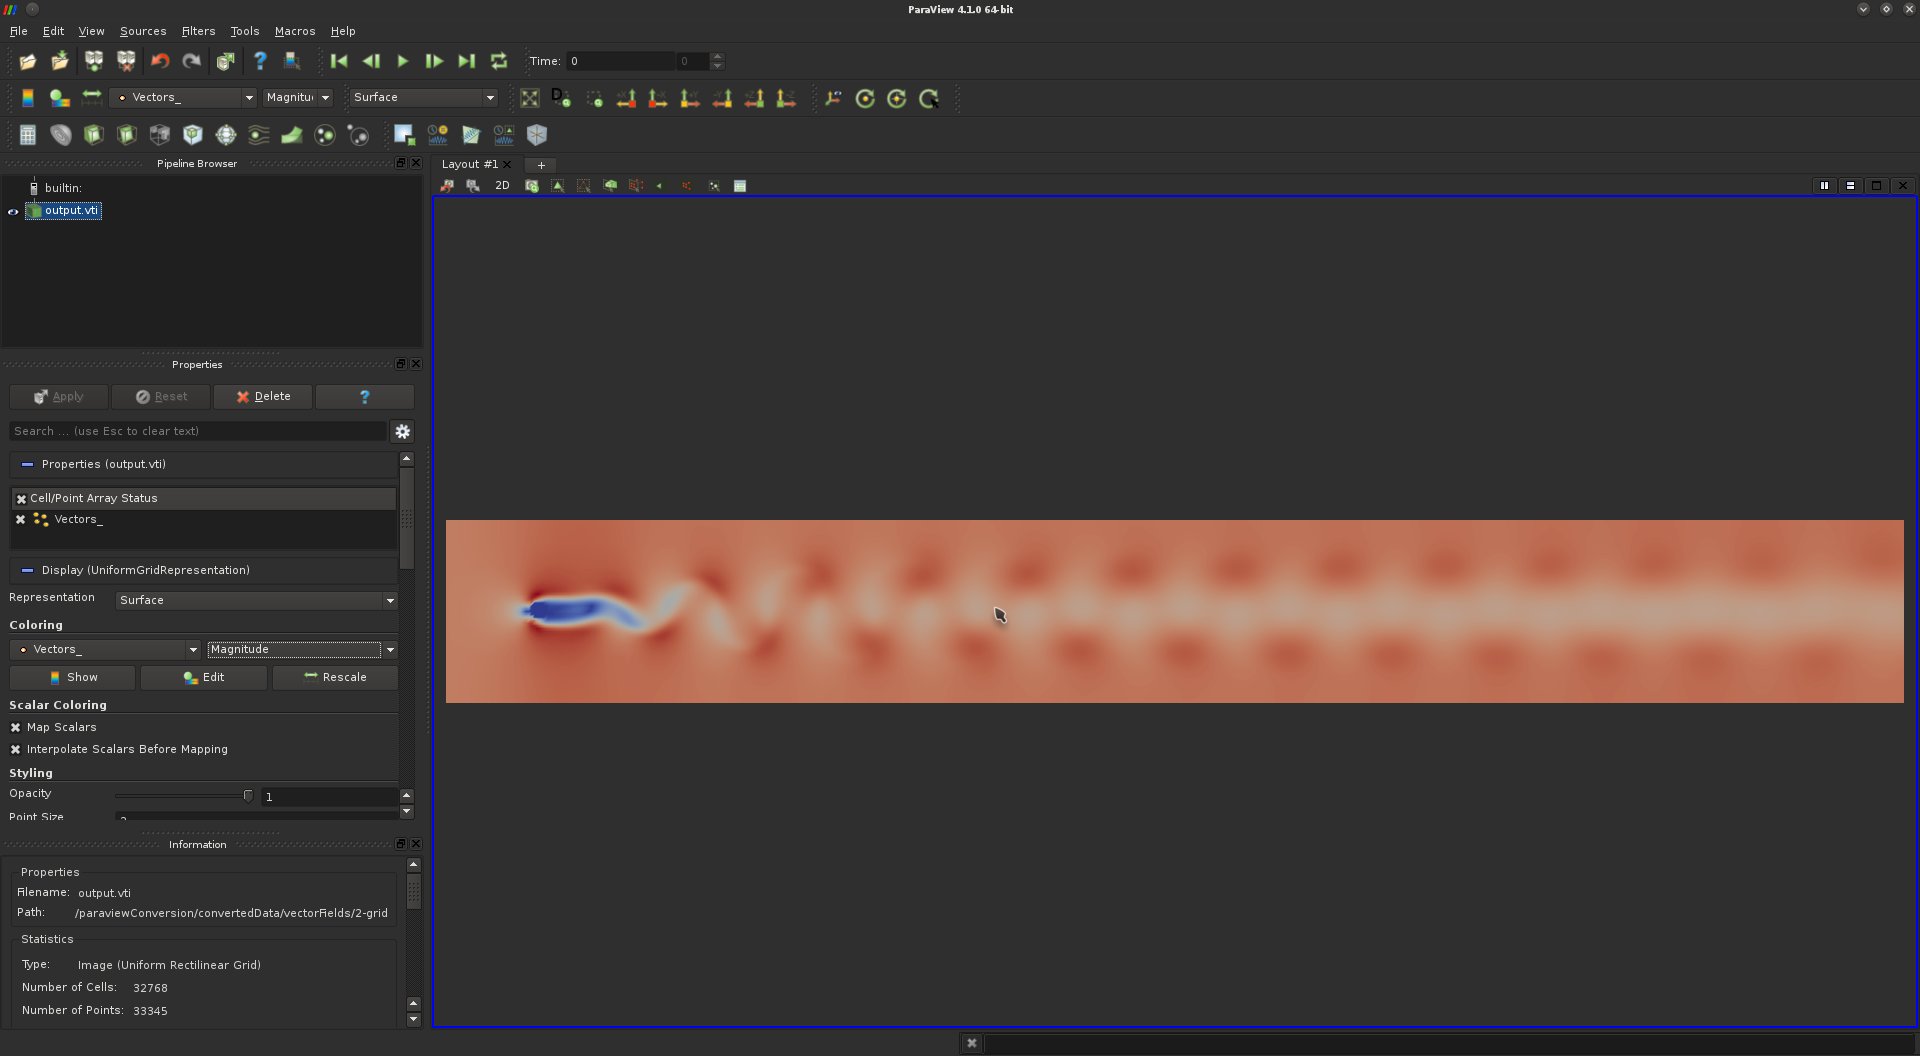 ParaView 4.1.0 64-bit
File Edit View Sources Filters Tools Macros Help
Time: 0 0
Vectors_ Magnitu Surface
Pipeline Browser
Layout #1
2D
builtin:
output.vti
Properties
Apply Reset Delete ?
Search ... (use Esc to clear text)
Properties (output.vti)
Cell/Point Array Status
Vectors_
Display (UniformGridRepresentation)
Representation Surface
Coloring
Vectors_ Magnitude
Show Edit Rescale
Scalar Coloring
Map Scalars
Interpolate Scalars Before Mapping
Styling
Opacity 1
Point Size
Information
Properties
Filename: output.vti
Path: /paraviewConversion/convertedData/vectorFields/2-grid
Statistics
Type: Image (Uniform Rectilinear Grid)
Number of Cells: 32768
Number of Points: 33345